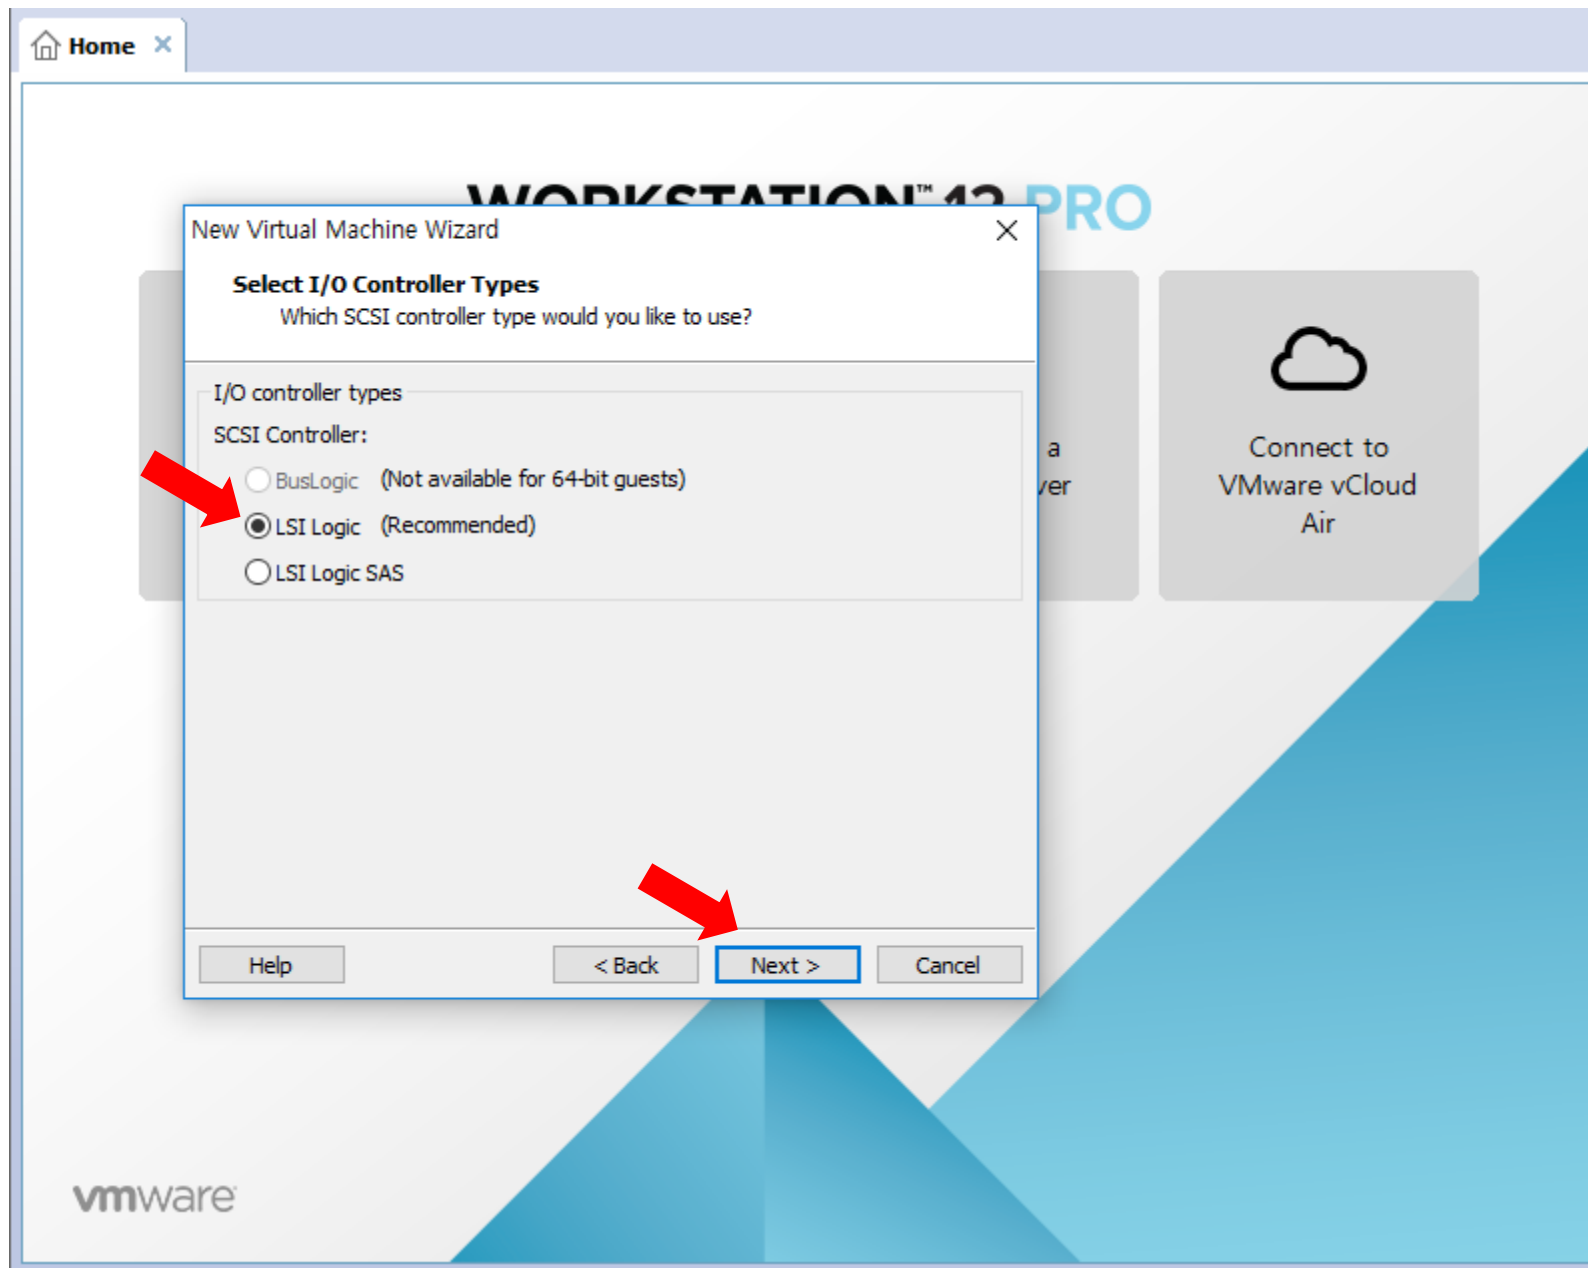 Home
WORKSTATION™ 12 PRO
New Virtual Machine Wizard
Select I/O Controller Types
Which SCSI controller type would you like to use?
I/O controller types
SCSI Controller:
BusLogic (Not available for 64-bit guests)
LSI Logic (Recommended)
LSI Logic SAS
a
ver
Connect to
VMware vCloud
Air
Help
< Back
Next >
Cancel
vmware